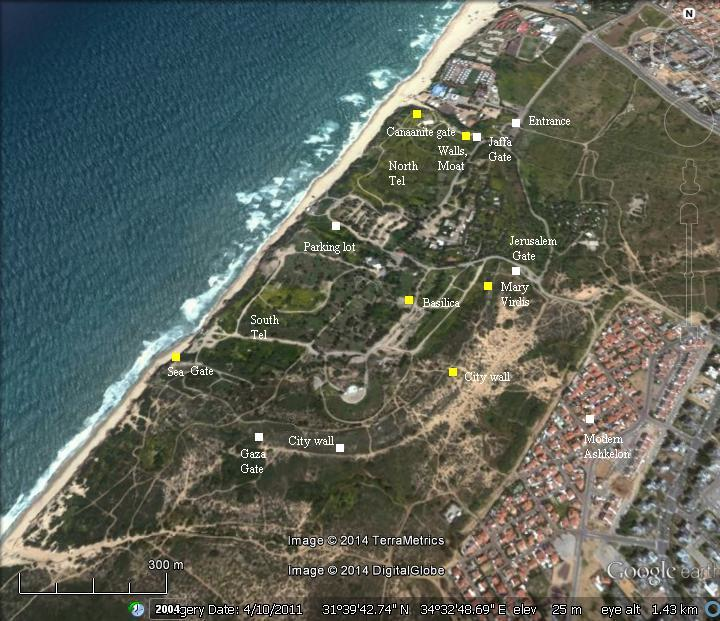 N
Entrance
Canaanite gate
Walls,
Moat
Jaffa
Gate
North
Tel
Parking lot
Jerusalem
Gate
Mary
Virdis
Basilica
South
Tel
Sea Gate
City wall
Modern
Ashkelon
Gaza
Gate
City wall
Image © 2014 TerraMetrics
Image © 2014 DigitalGlobe
300 m
Google earth
2004
agery Date: 4/10/2011 31°39'42.74" N 34°32'48.69" E elev 25 m eye alt 1.43 km